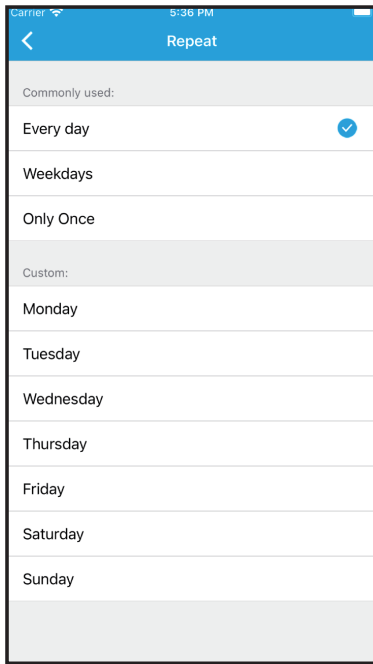 Carrier 5:36 PM
Repeat
Commonly used:
Every day
Weekdays
Only Once
Custom:
Monday
Tuesday
Wednesday
Thursday
Friday
Saturday
Sunday